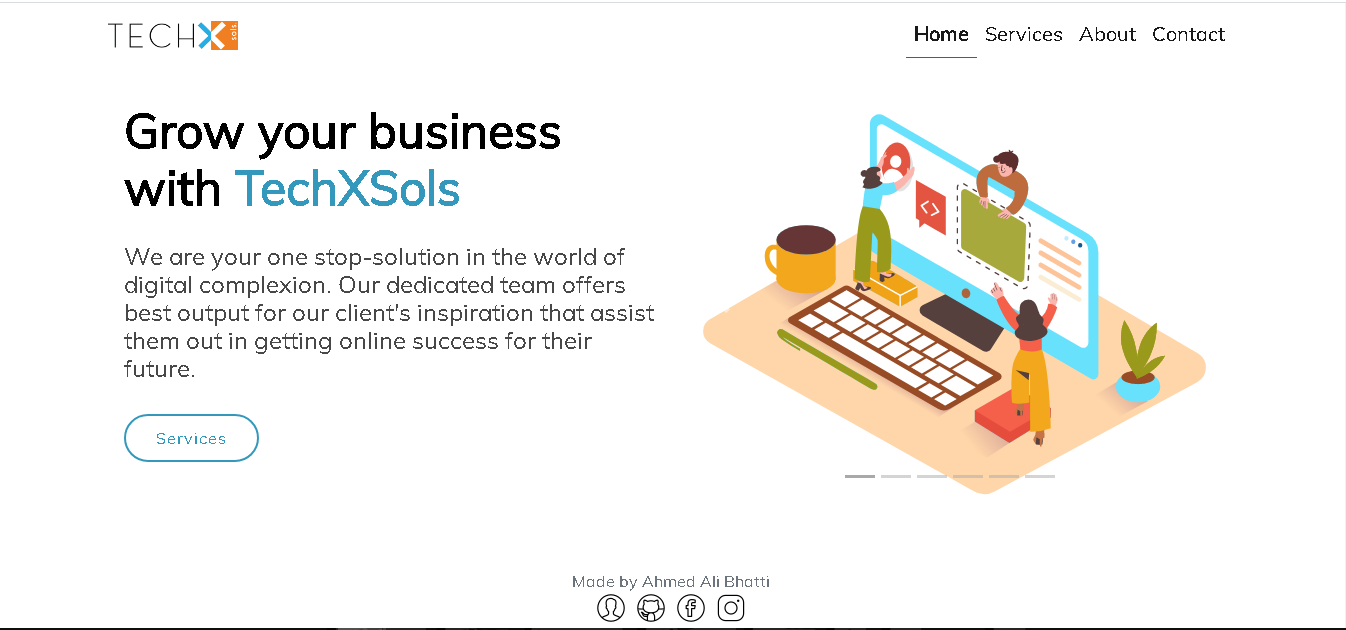 TECHX sols
Home Services About Contact
Grow your business
with TechXSols
We are your one stop-solution in the world of
digital complexion. Our dedicated team offers
best output for our client's inspiration that assist
them out in getting online success for their
future.
Services
Made by Ahmed Ali Bhatti